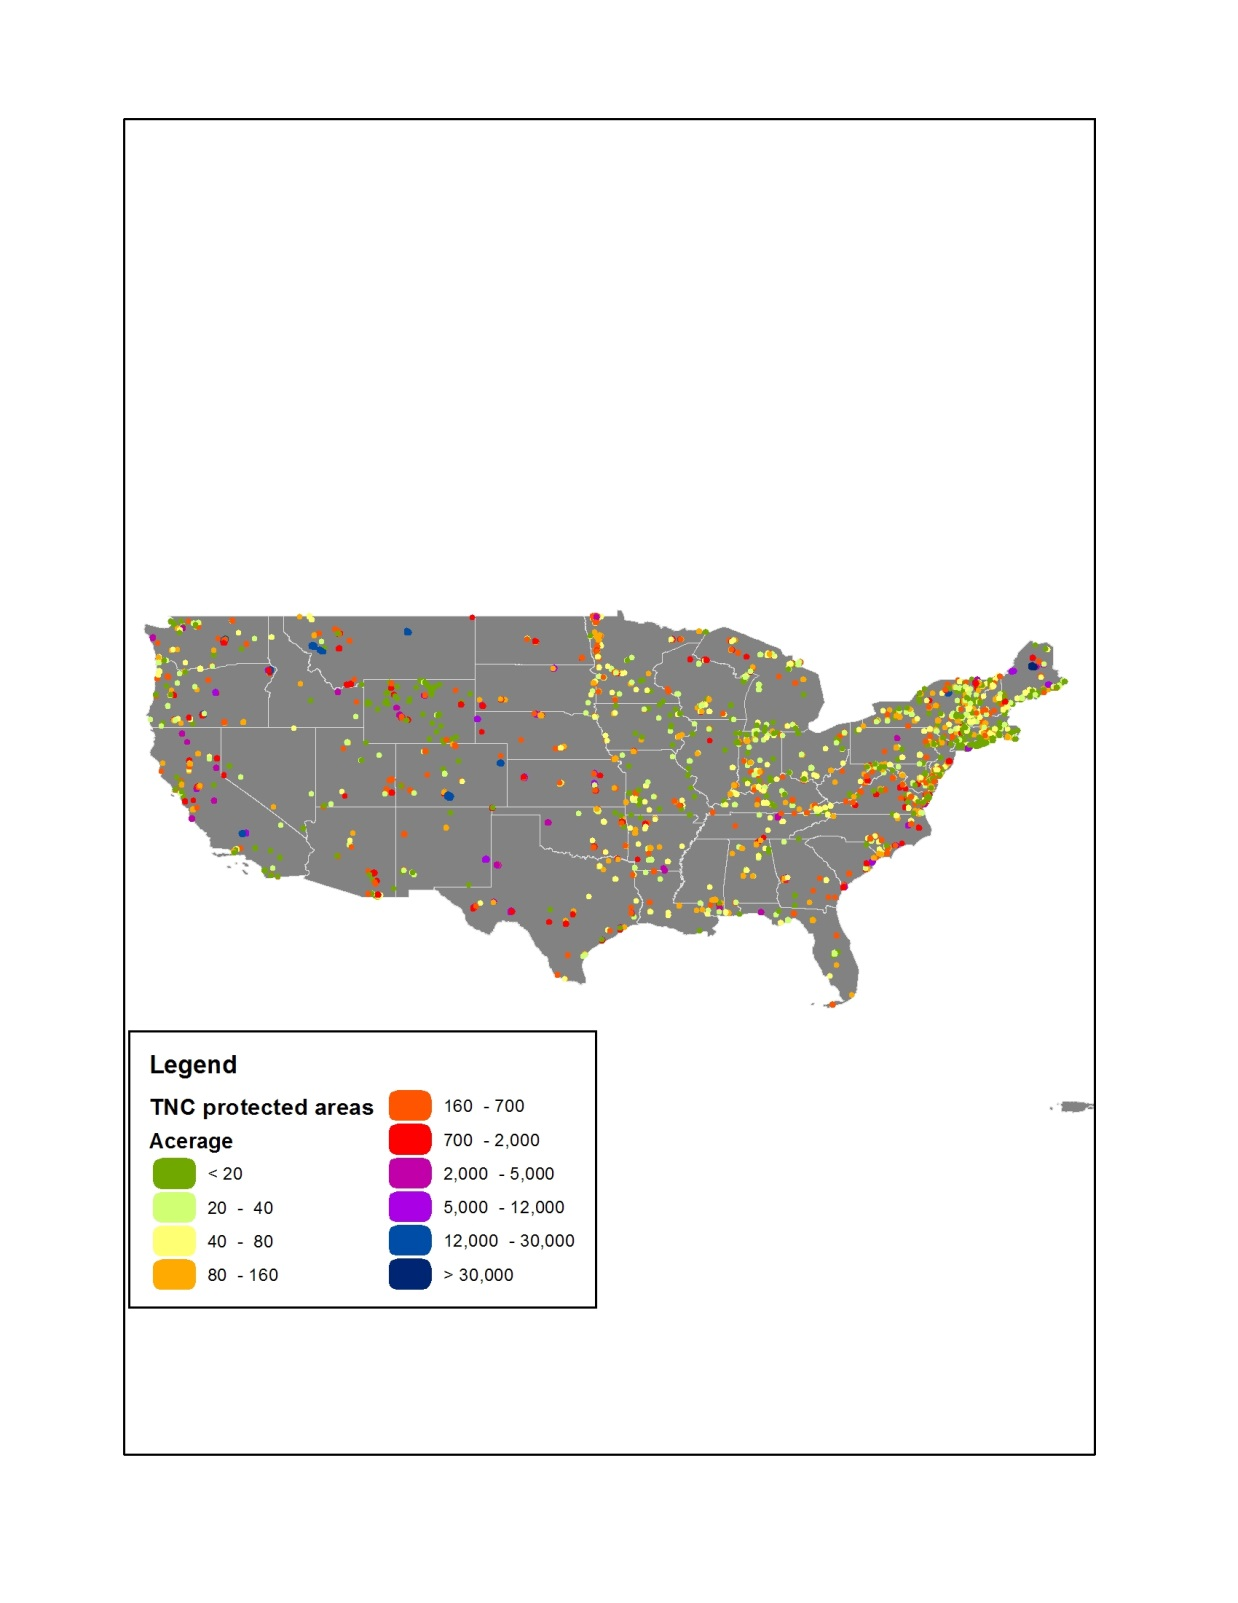 Legend
TNC protected areas
Acerage
< 20
20 - 40
40 - 80
80 - 160
160 - 700
700 - 2,000
2,000 - 5,000
5,000 - 12,000
12,000 - 30,000
> 30,000